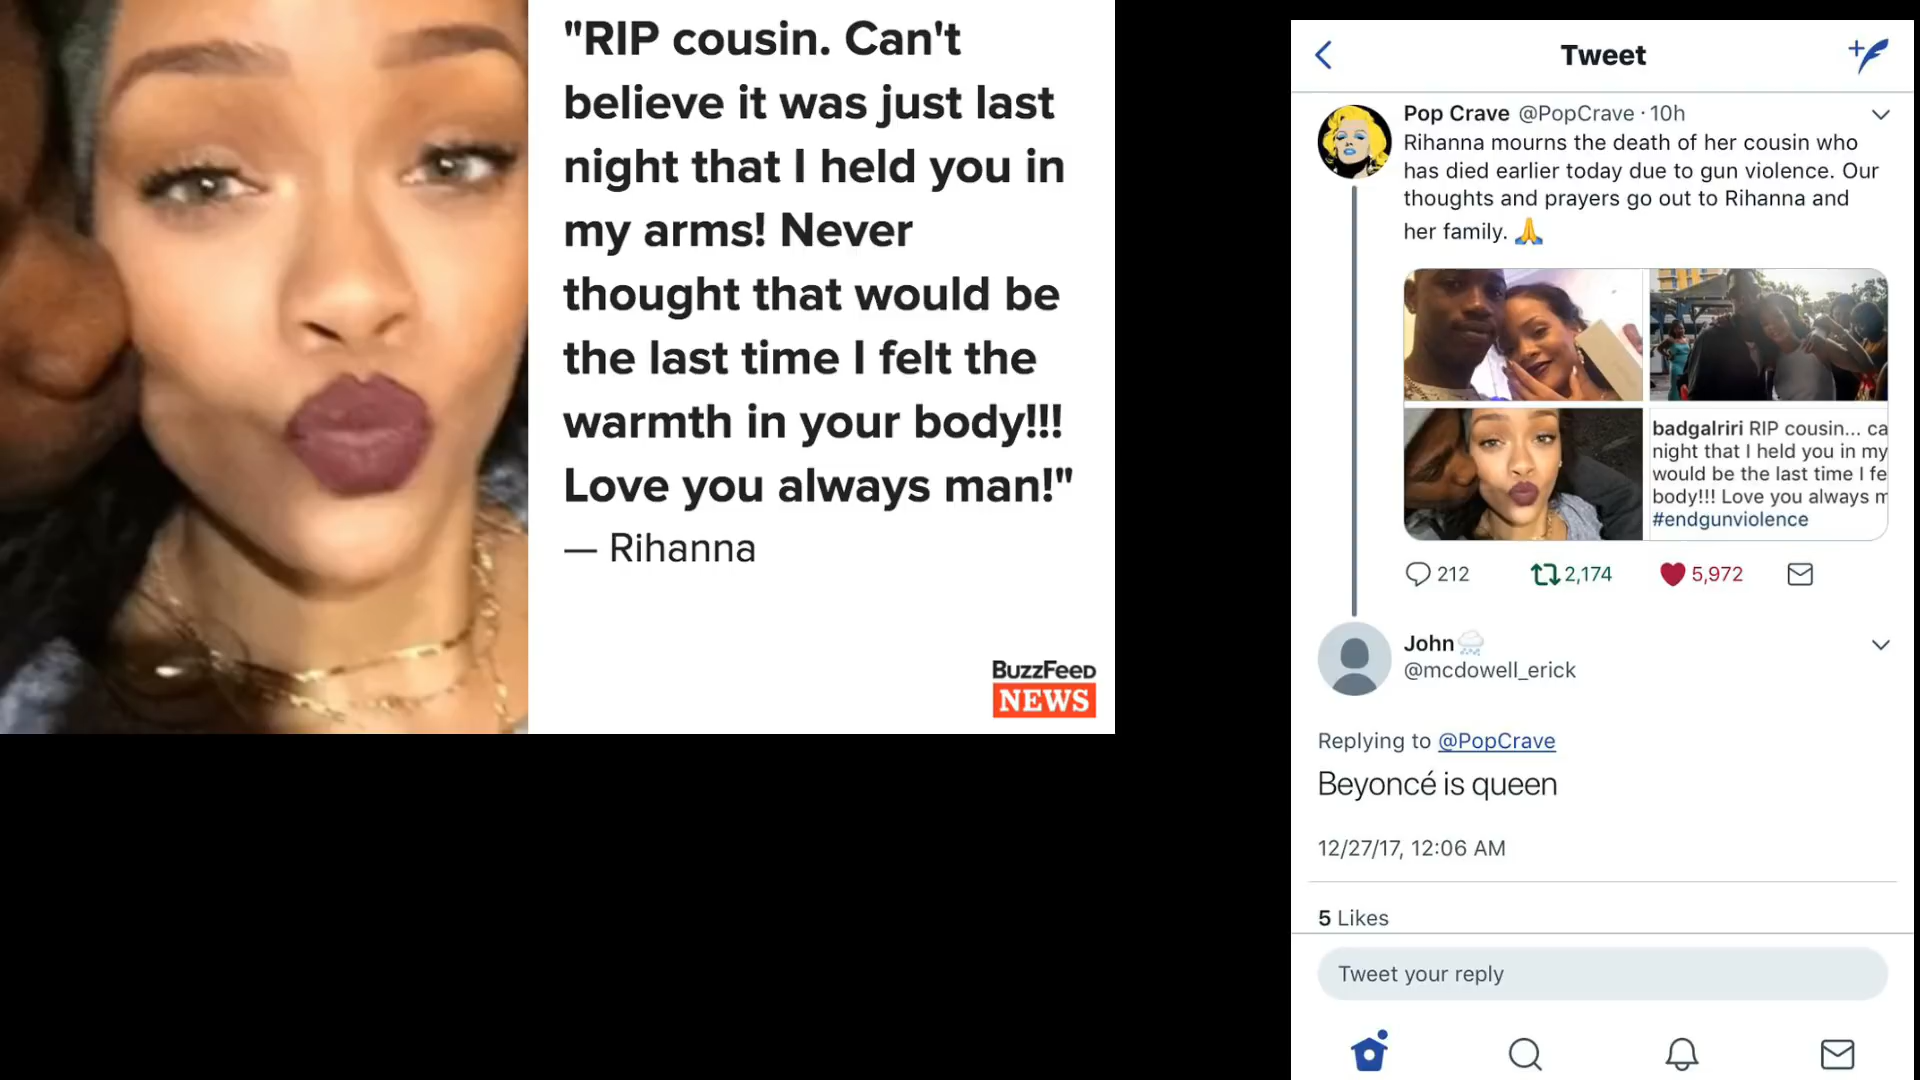 "RIP cousin. Can't
believe it was just last
night that I held you in
my arms! Never
thought that would be
the last time I felt the
warmth in your body!!!
Love you always man!"
— Rihanna
BuzzFeed
NEWS
Tweet
Pop Crave @PopCrave · 10h
Rihanna mourns the death of her cousin who
has died earlier today due to gun violence. Our
thoughts and prayers go out to Rihanna and
her family. 🙏
badgalriri RIP cousin... ca
night that I held you in my
would be the last time I fe
body!!! Love you always m
#endgunviolence
212 2,174 5,972
John🌧
@mcdowell_erick
Replying to @PopCrave
Beyoncé is queen
12/27/17, 12:06 AM
5 Likes
Tweet your reply